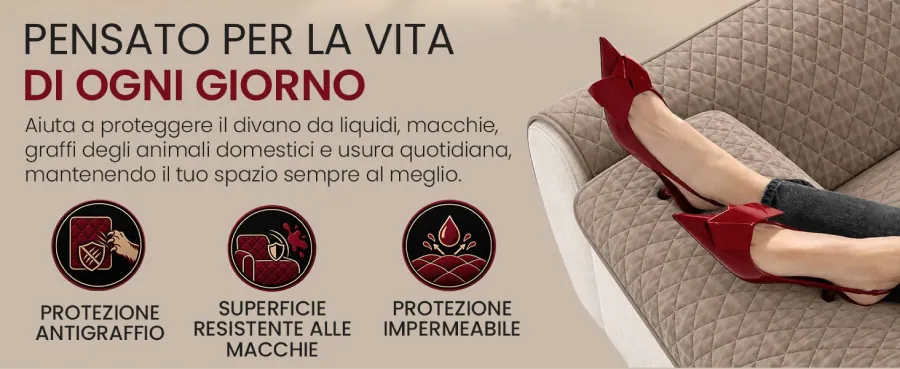 PENSATO PER LA VITA
DI OGNI GIORNO
Aiuta a proteggere il divano da liquidi, macchie,
graffi degli animali domestici e usura quotidiana,
mantenendo il tuo spazio sempre al meglio.
PROTEZIONE
ANTIGRAFFIO
SUPERFICIE
RESISTENTE ALLE
MACCHIE
PROTEZIONE
IMPERMEABILE